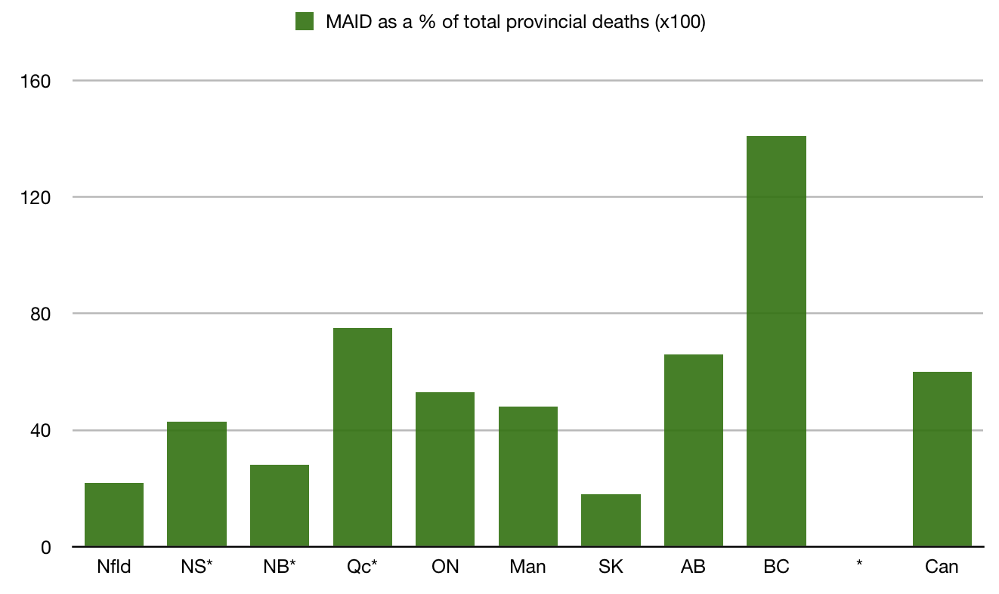 MAID as a % of total provincial deaths (x100)
160
120
80
40
0
Nfld NS* NB* Qc* ON Man SK AB BC * Can